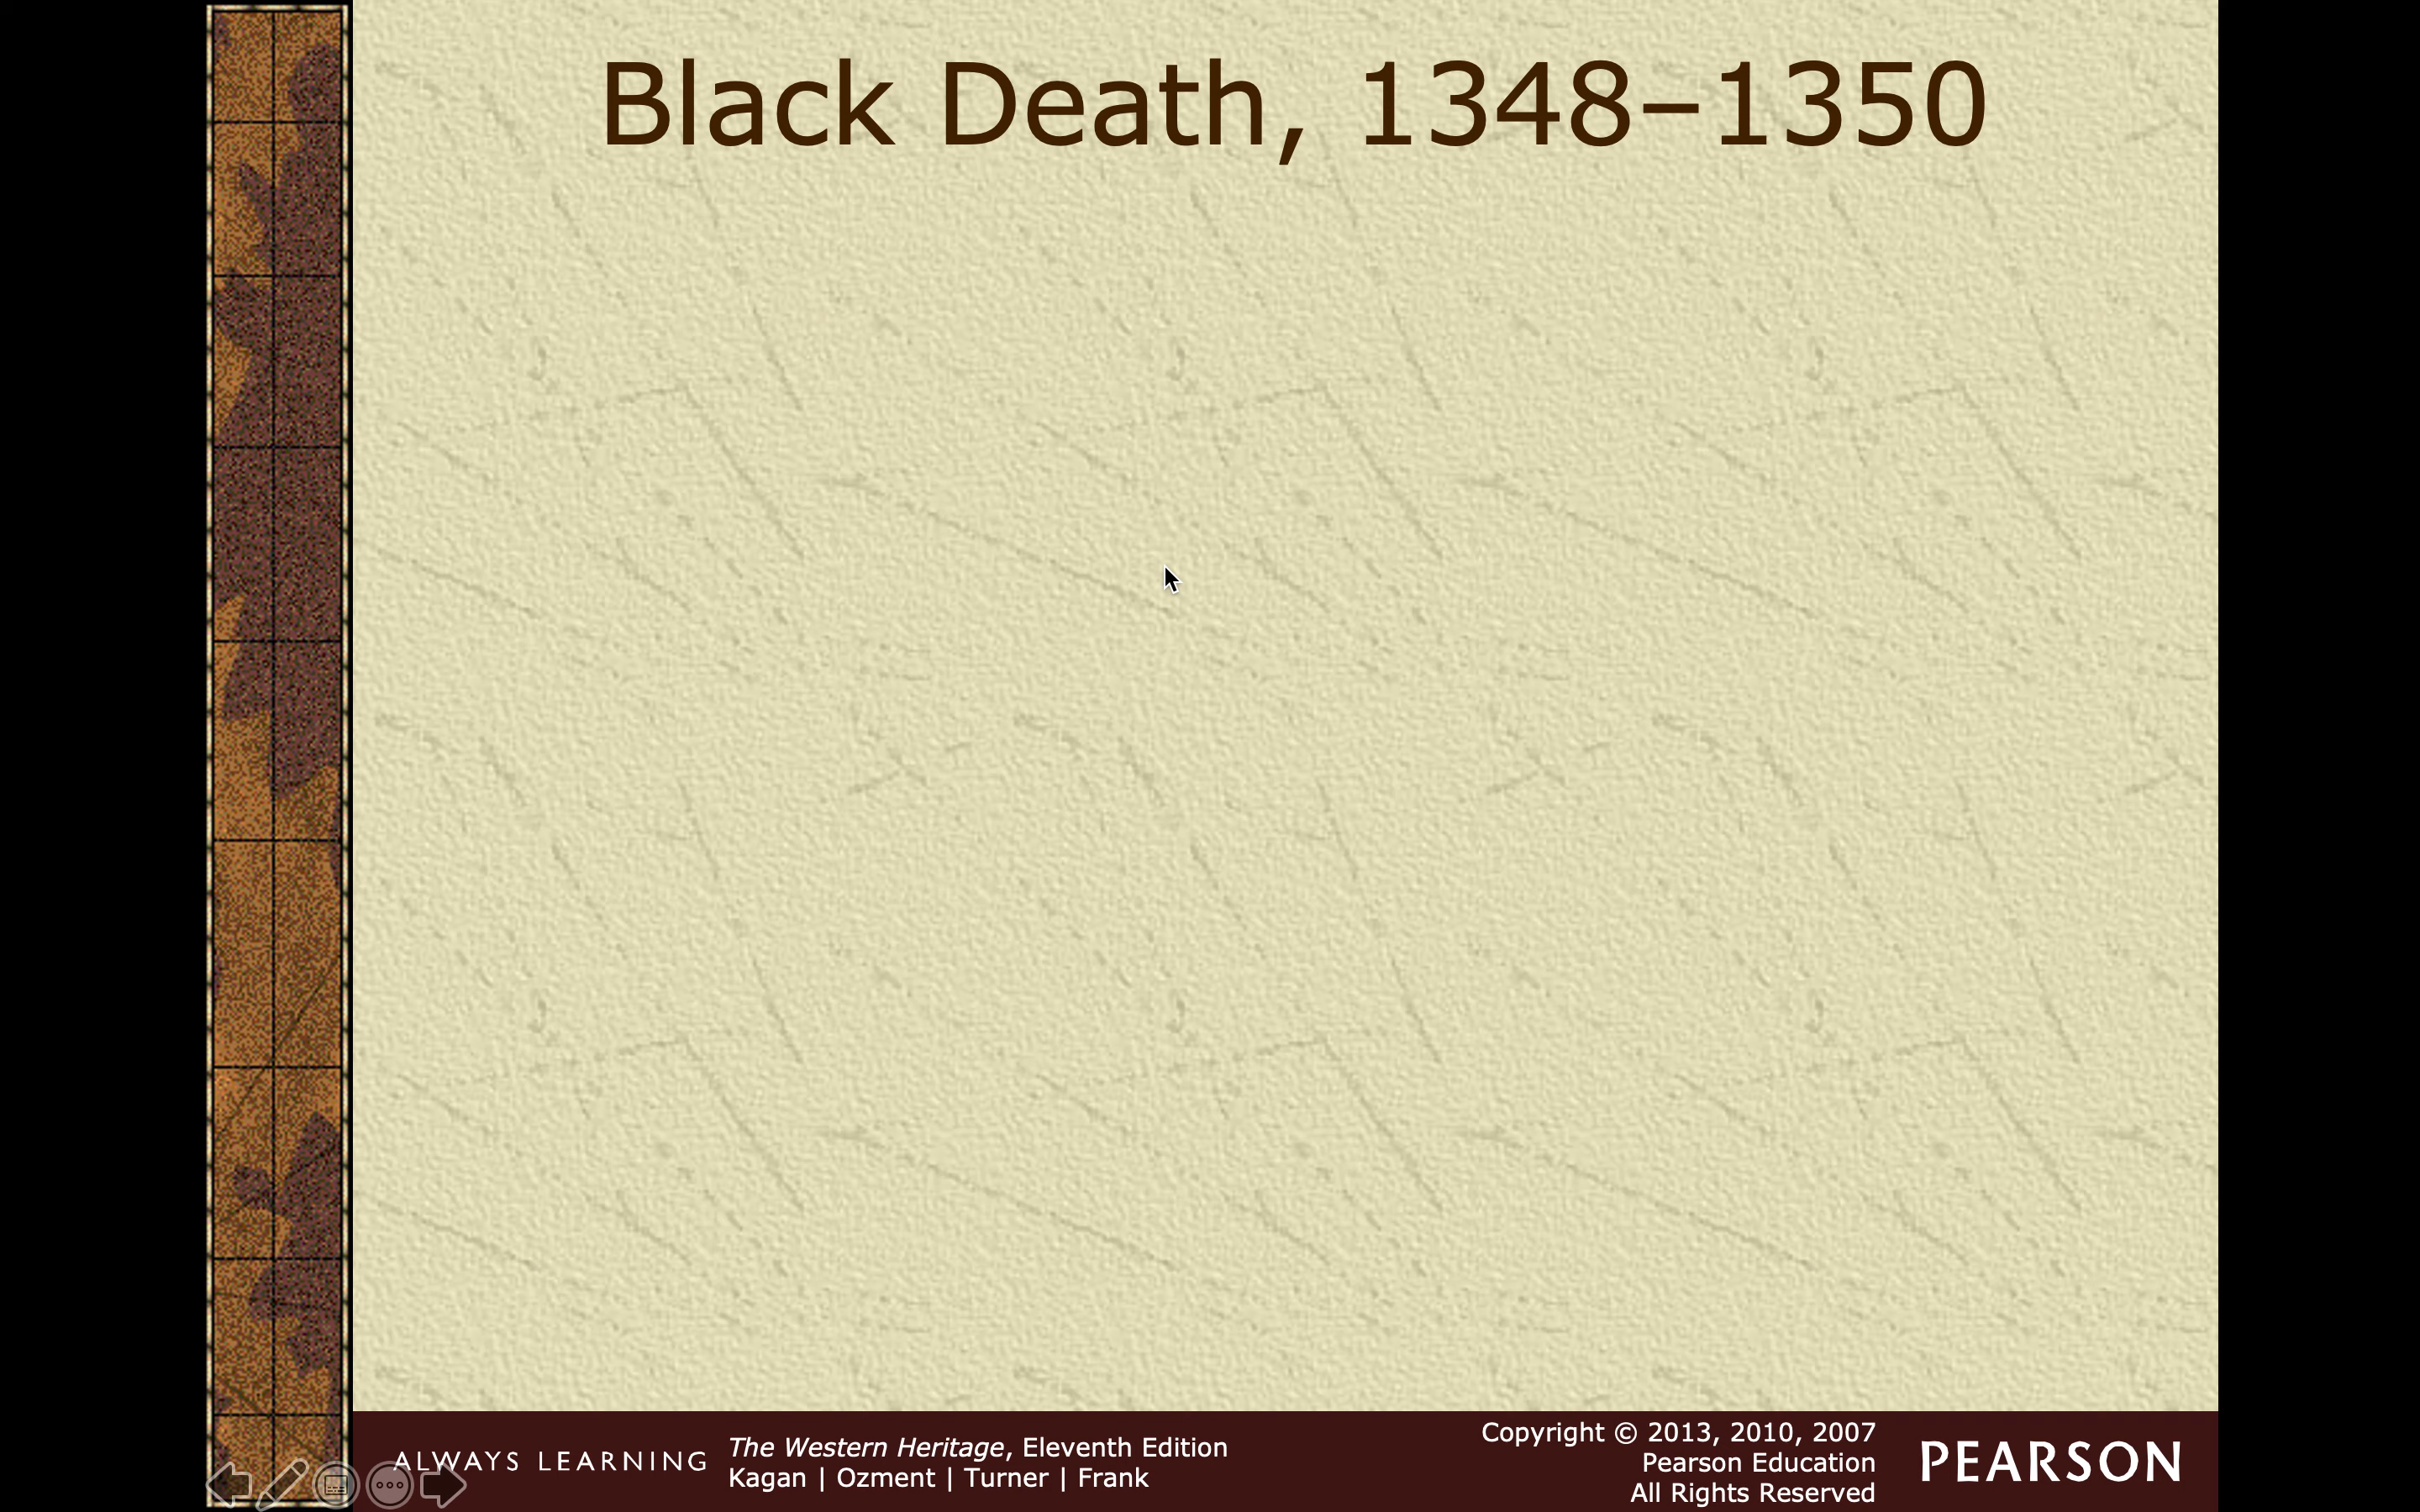 Black Death, 1348–1350
ALWAYS LEARNING
The Western Heritage, Eleventh Edition
Kagan | Ozment | Turner | Frank
Copyright © 2013, 2010, 2007
Pearson Education
All Rights Reserved
PEARSON